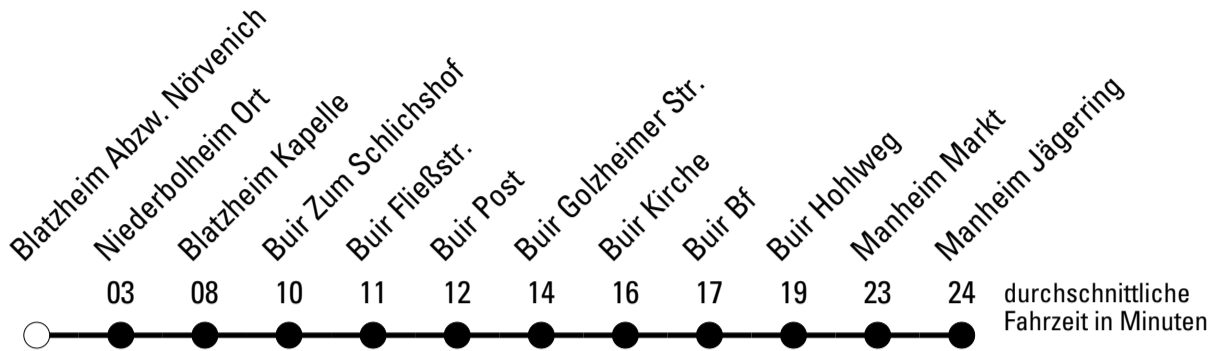 Blatzheim Abzw. Nörvenich
Niederbolheim Ort
Blatzheim Kapelle
Buir Zum Schlichshof
Buir Fließstr.
Buir Post
Buir Golzheimer Str.
Buir Kirche
Buir Bf
Buir Hohlweg
Manheim Markt
Manheim Jägerring
03 08 10 11 12 14 16 17 19 23 24
durchschnittliche
Fahrzeit in Minuten